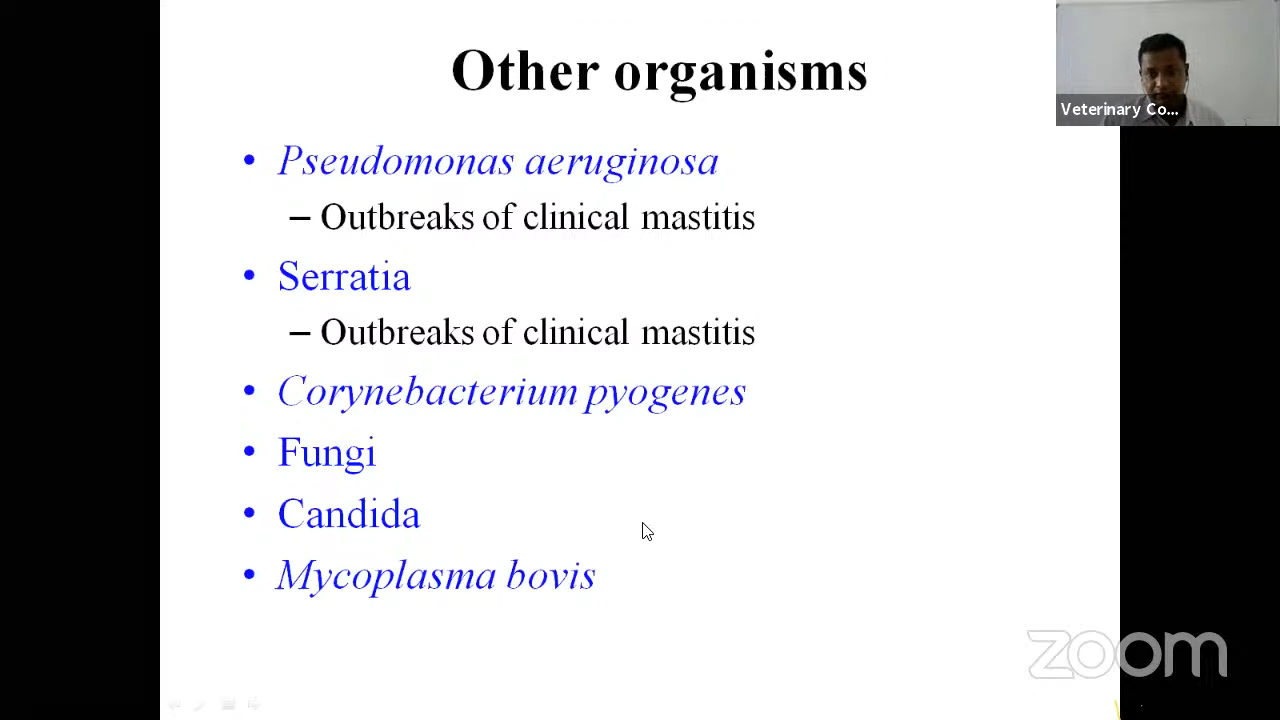 Other organisms
Veterinary Co...
• Pseudomonas aeruginosa
– Outbreaks of clinical mastitis
• Serratia
– Outbreaks of clinical mastitis
• Corynebacterium pyogenes
• Fungi
• Candida
• Mycoplasma bovis
zoom